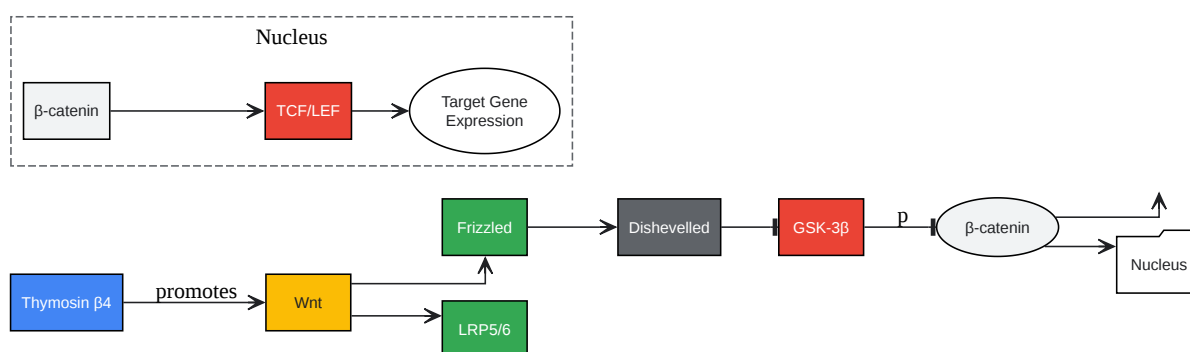 Nucleus
β-catenin
TCF/LEF
Target Gene
Expression
Frizzled
Dishevelled
GSK-3β
p
β-catenin
Nucleus
Thymosin β4
promotes
Wnt
LRP5/6